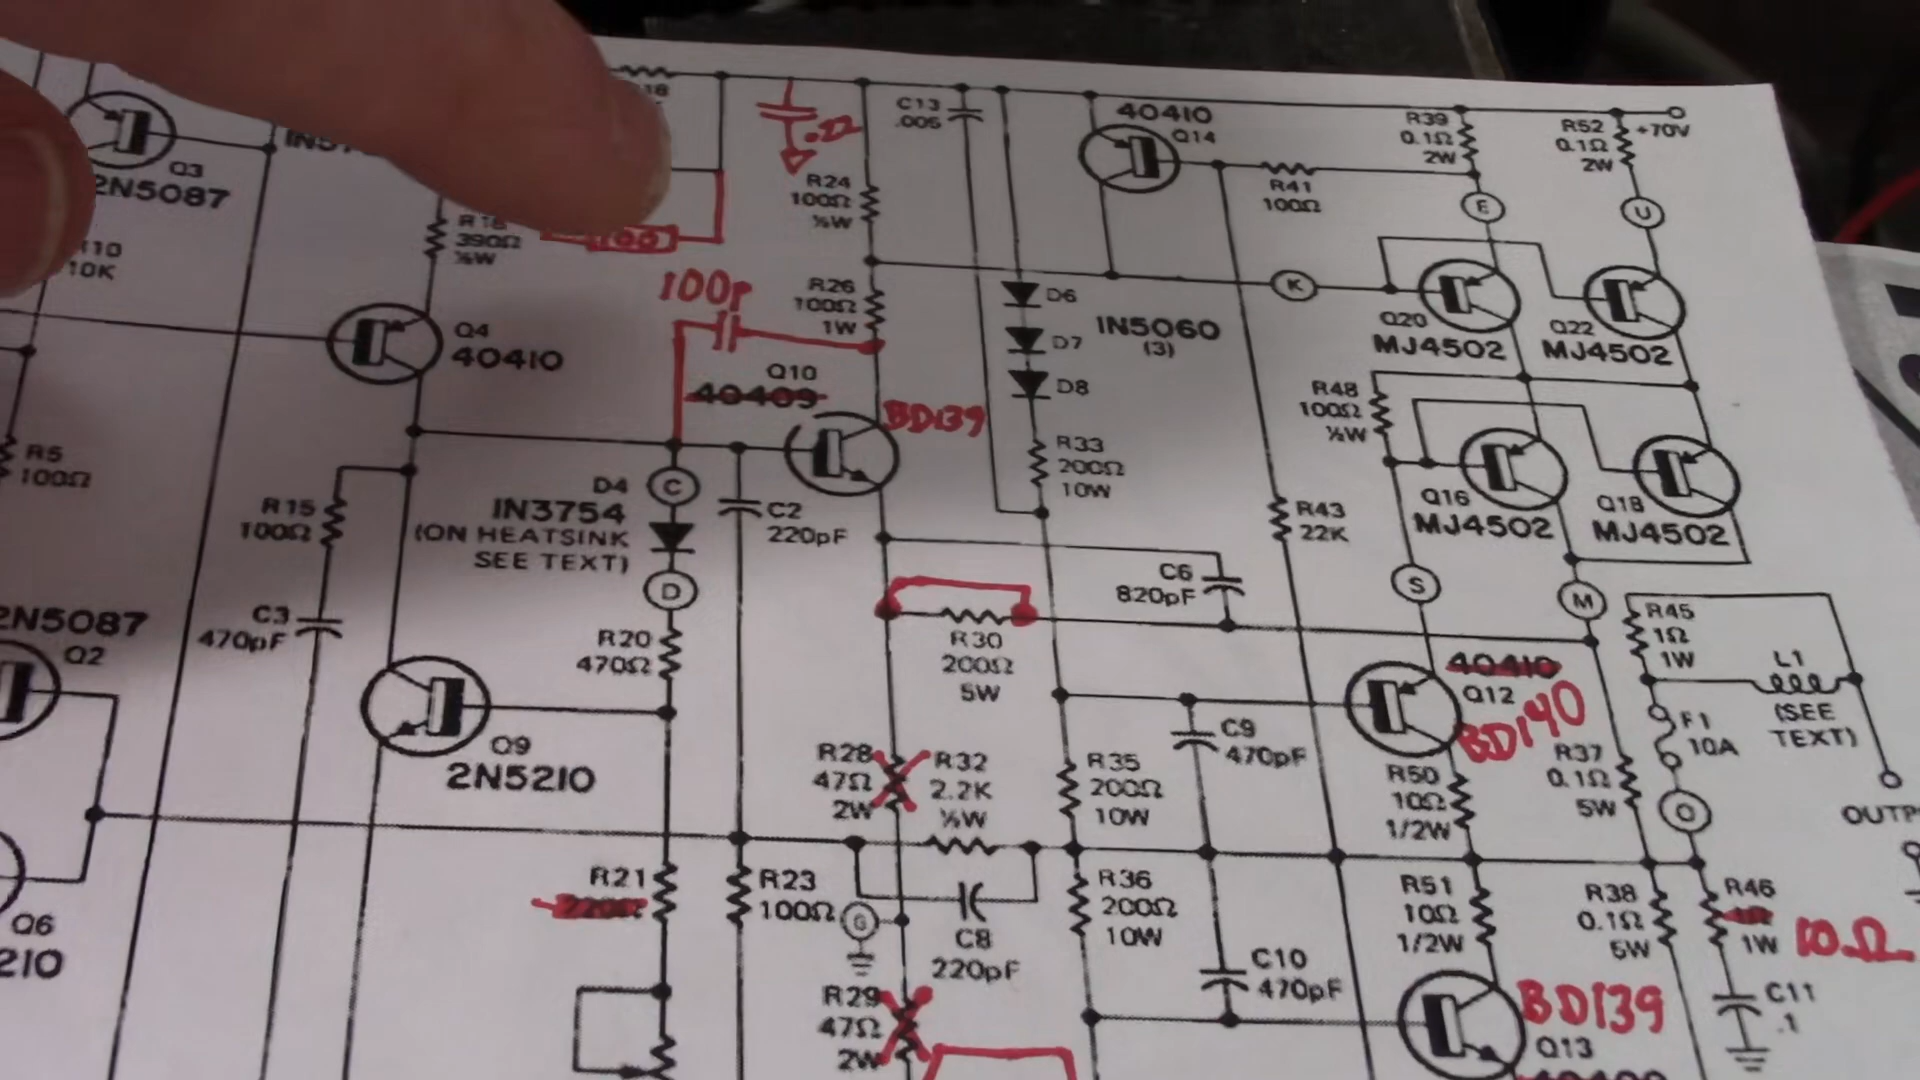 Q3
2N5087
R10
10K
R5
100Ω
2N5087
Q2
Q6
210
R16
390Ω
½W
Q4
40410
R15
100Ω
C3
470pF
D4
IN3754
(ON HEATSINK
SEE TEXT)
C
D
R20
470Ω
Q9
2N5210
R21
100p
Q10
40409
BD139
C2
220pF
R23
100Ω
R24
100Ω
½W
R26
100Ω
1W
R28
47Ω
2W
R32
2.2K
½W
G
C8
220pF
R29
47Ω
2W
C13
.005
D6
D7
D8
IN5060
(3)
R33
200Ω
10W
R30
200Ω
5W
C6
820pF
R35
200Ω
10W
R36
200Ω
10W
C9
470pF
C10
470pF
40410
Q14
R41
100Ω
R43
22K
K
R39
0.1Ω
2W
E
R52
0.1Ω
2W
+70V
U
Q20
MJ4502
Q22
MJ4502
R48
100Ω
½W
Q16
MJ4502
Q18
MJ4502
S
M
40410
Q12
BD140
R50
10Ω
1/2W
R51
10Ω
1/2W
R37
0.1Ω
5W
R38
0.1Ω
5W
R45
1Ω
1W
L1
(SEE
TEXT)
F1
10A
O
OUTP
R46
1W
10Ω
C11
.1
BD139
Q13